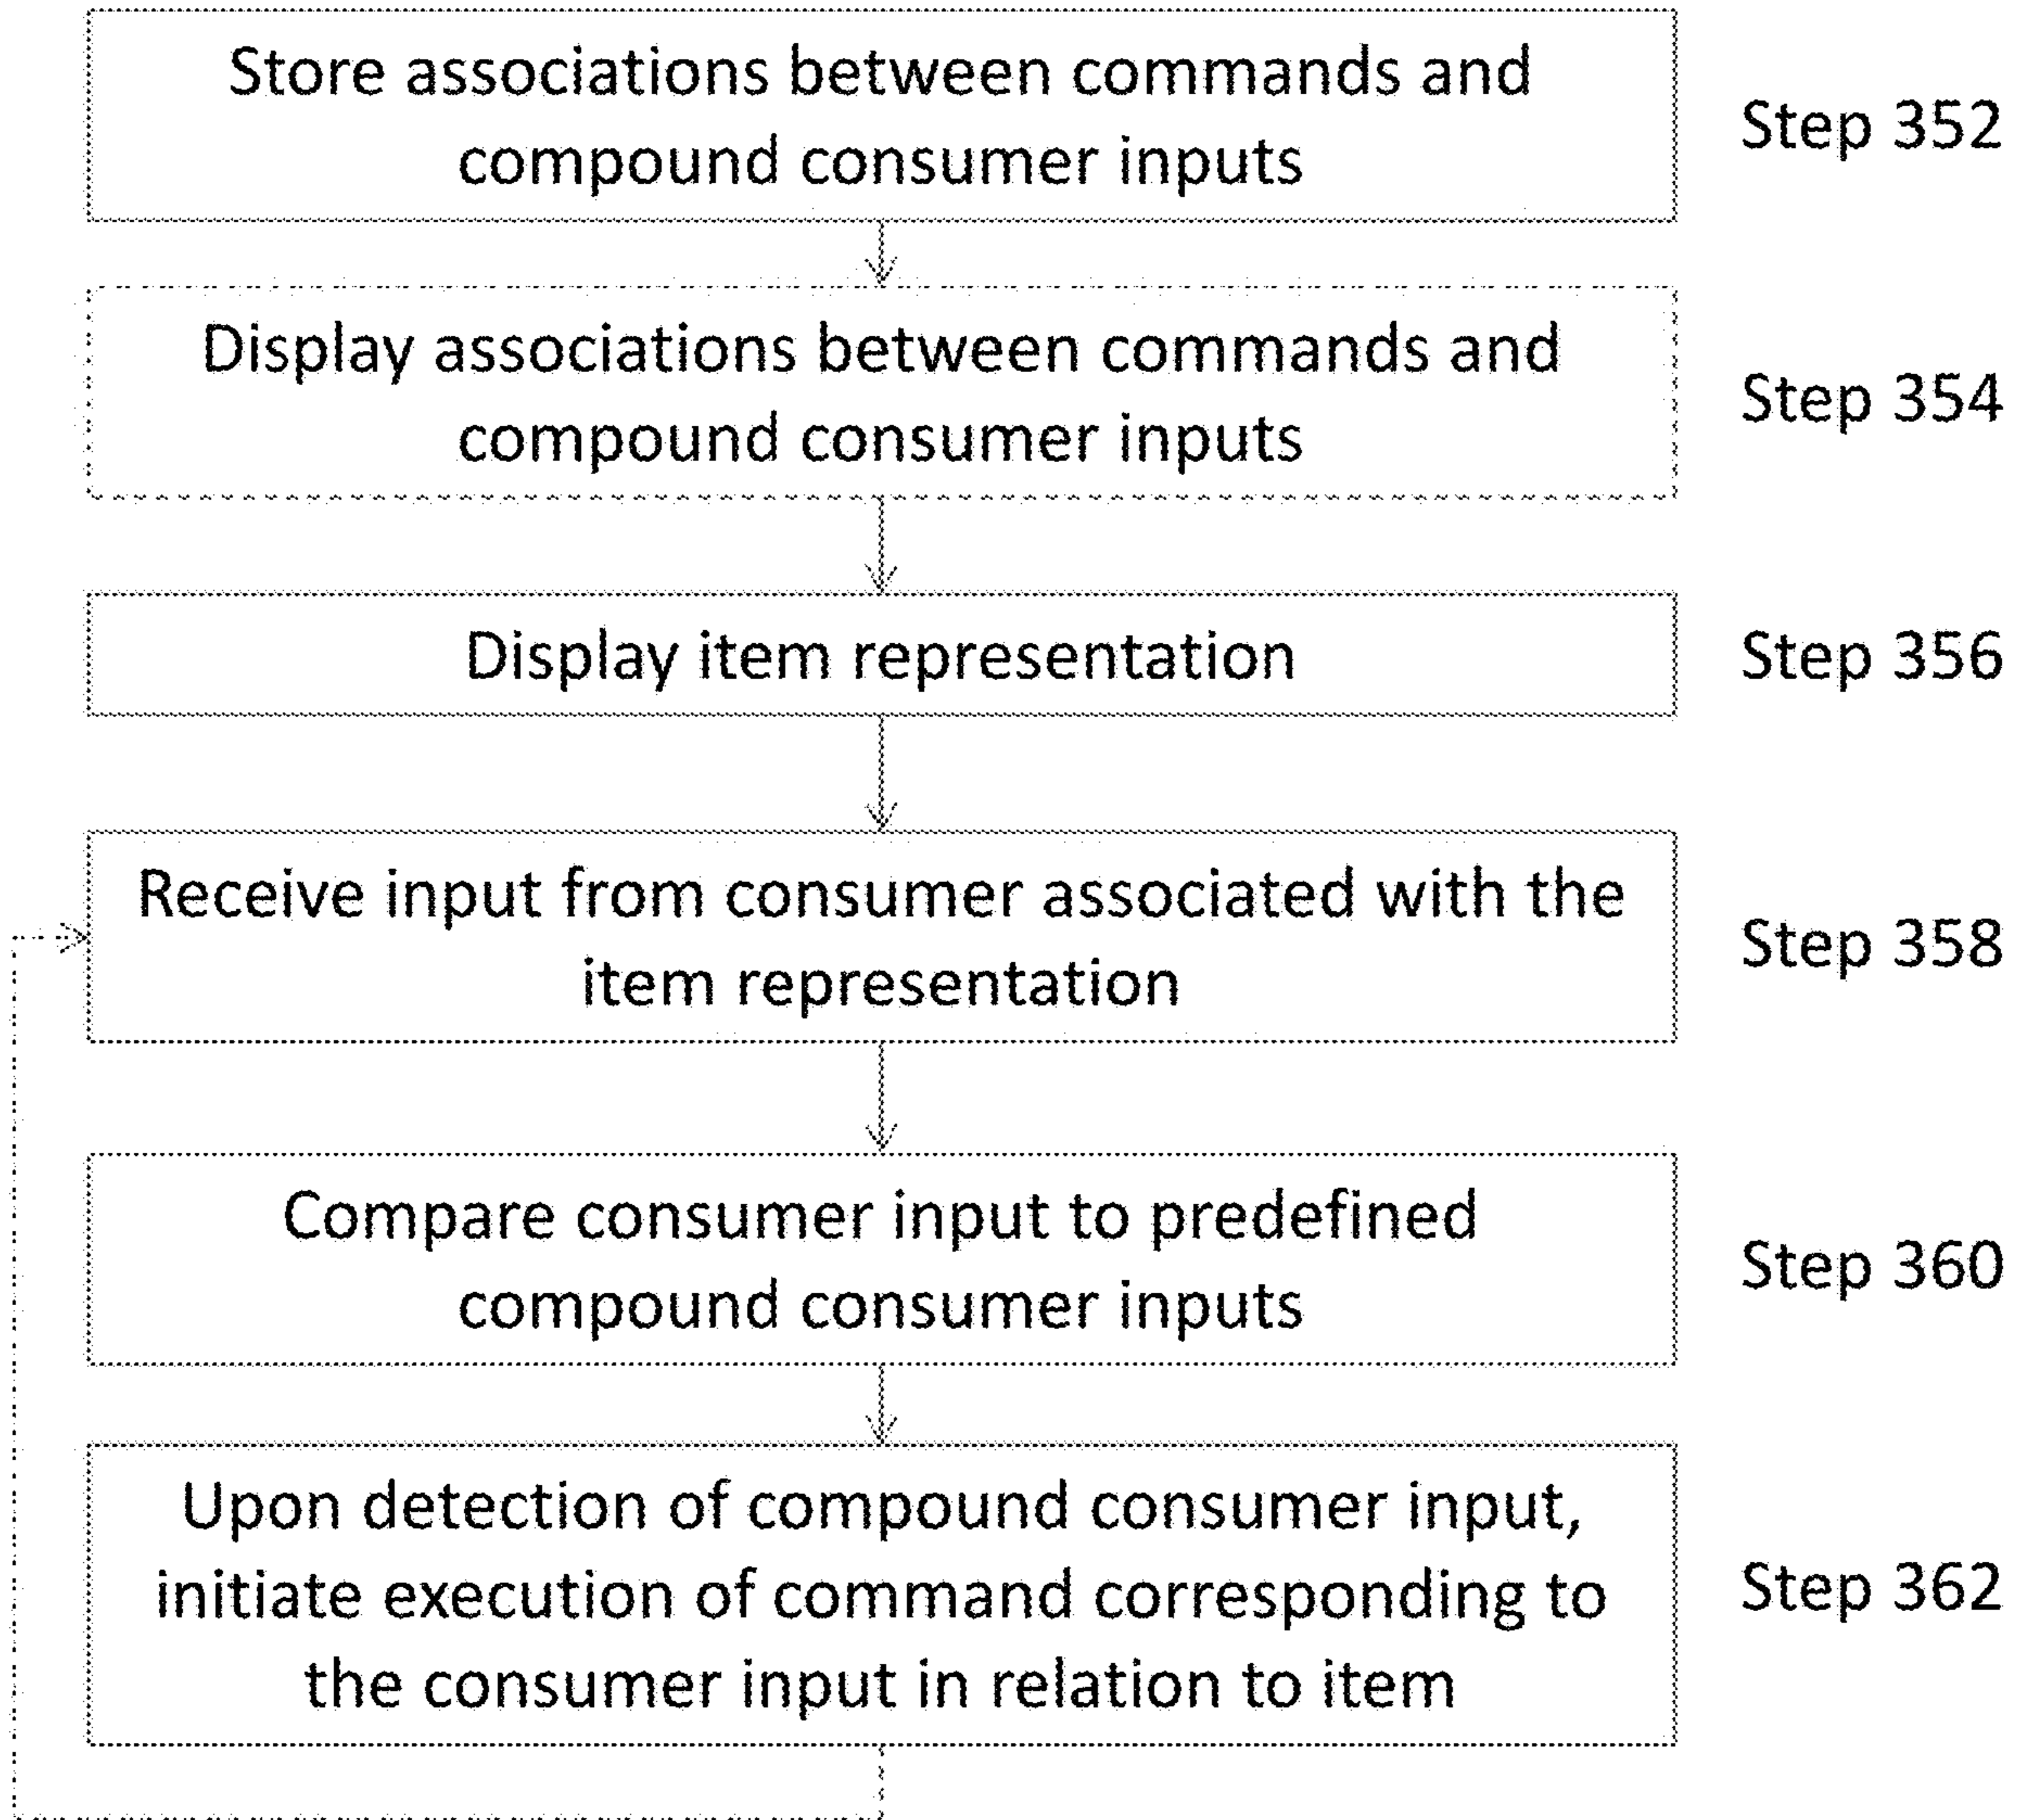 Store associations between commands and
compound consumer inputs
Step 352
Display associations between commands and
compound consumer inputs
Step 354
Display item representation
Step 356
Receive input from consumer associated with the
item representation
Step 358
Compare consumer input to predefined
compound consumer inputs
Step 360
Upon detection of compound consumer input,
initiate execution of command corresponding to
the consumer input in relation to item
Step 362